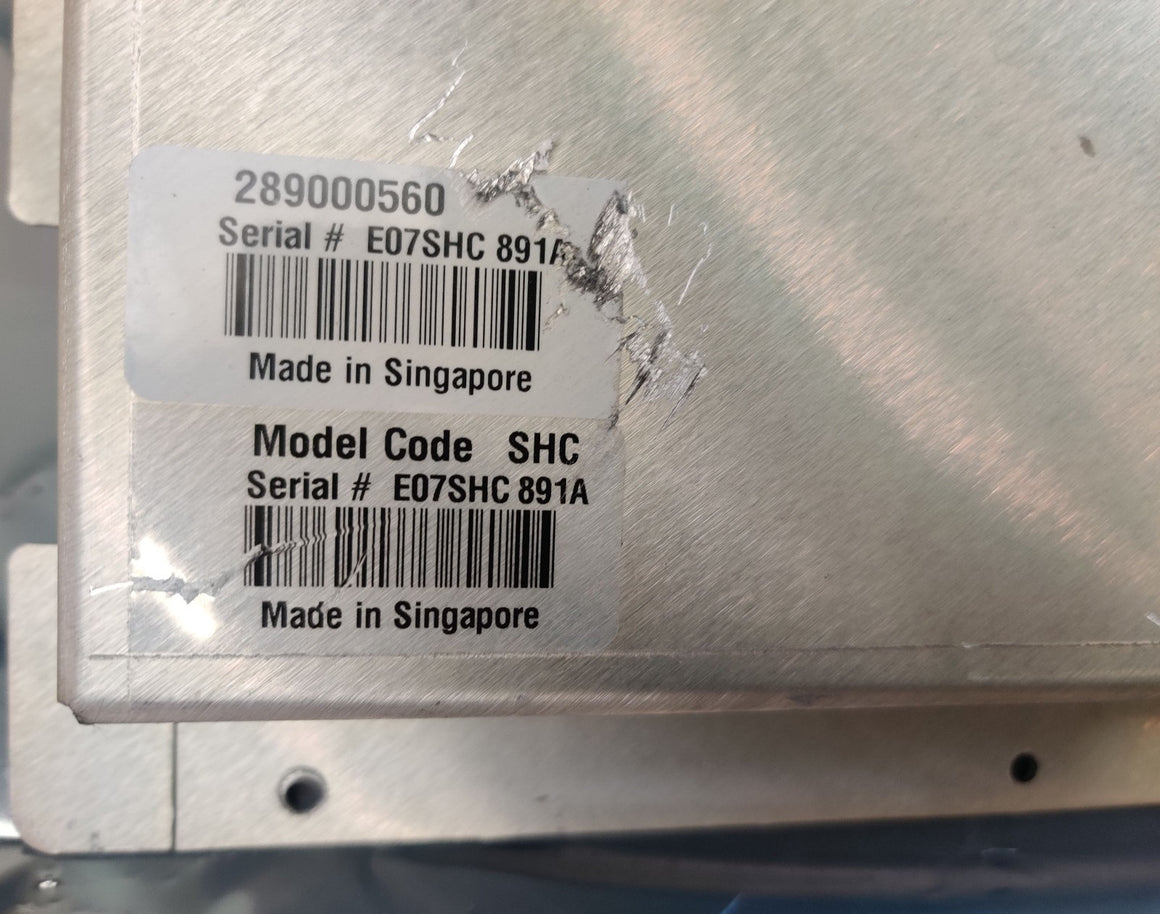 289000560
Serial # E07SHC 891A
Made in Singapore
Model Code SHC
Serial # E07SHC 891A
Made in Singapore